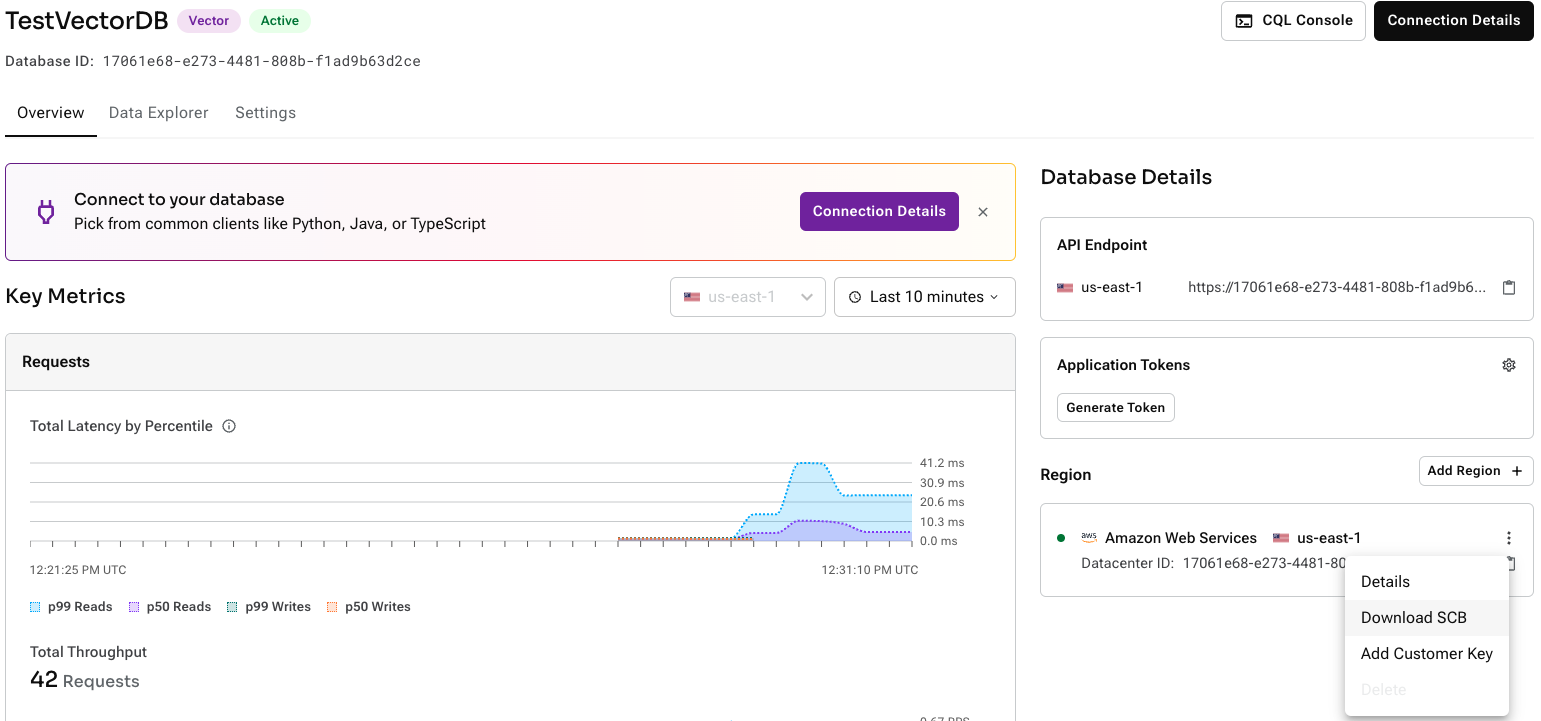 TestVectorDB Vector Active
CQL Console
Connection Details
Database ID: 17061e68-e273-4481-808b-f1ad9b63d2ce
Overview Data Explorer Settings
Connect to your database
Pick from common clients like Python, Java, or TypeScript
Connection Details
Key Metrics
us-east-1
Last 10 minutes
Requests
Total Latency by Percentile
41.2 ms
30.9 ms
20.6 ms
10.3 ms
0.0 ms
12:21:25 PM UTC 12:31:10 PM UTC
p99 Reads p50 Reads p99 Writes p50 Writes
Total Throughput
42 Requests
Database Details
API Endpoint
us-east-1 https://17061e68-e273-4481-808b-f1ad9b6...
Application Tokens
Generate Token
Region
Add Region +
aws Amazon Web Services us-east-1
Datacenter ID: 17061e68-e273-4481-80
Details
Download SCB
Add Customer Key
Delete